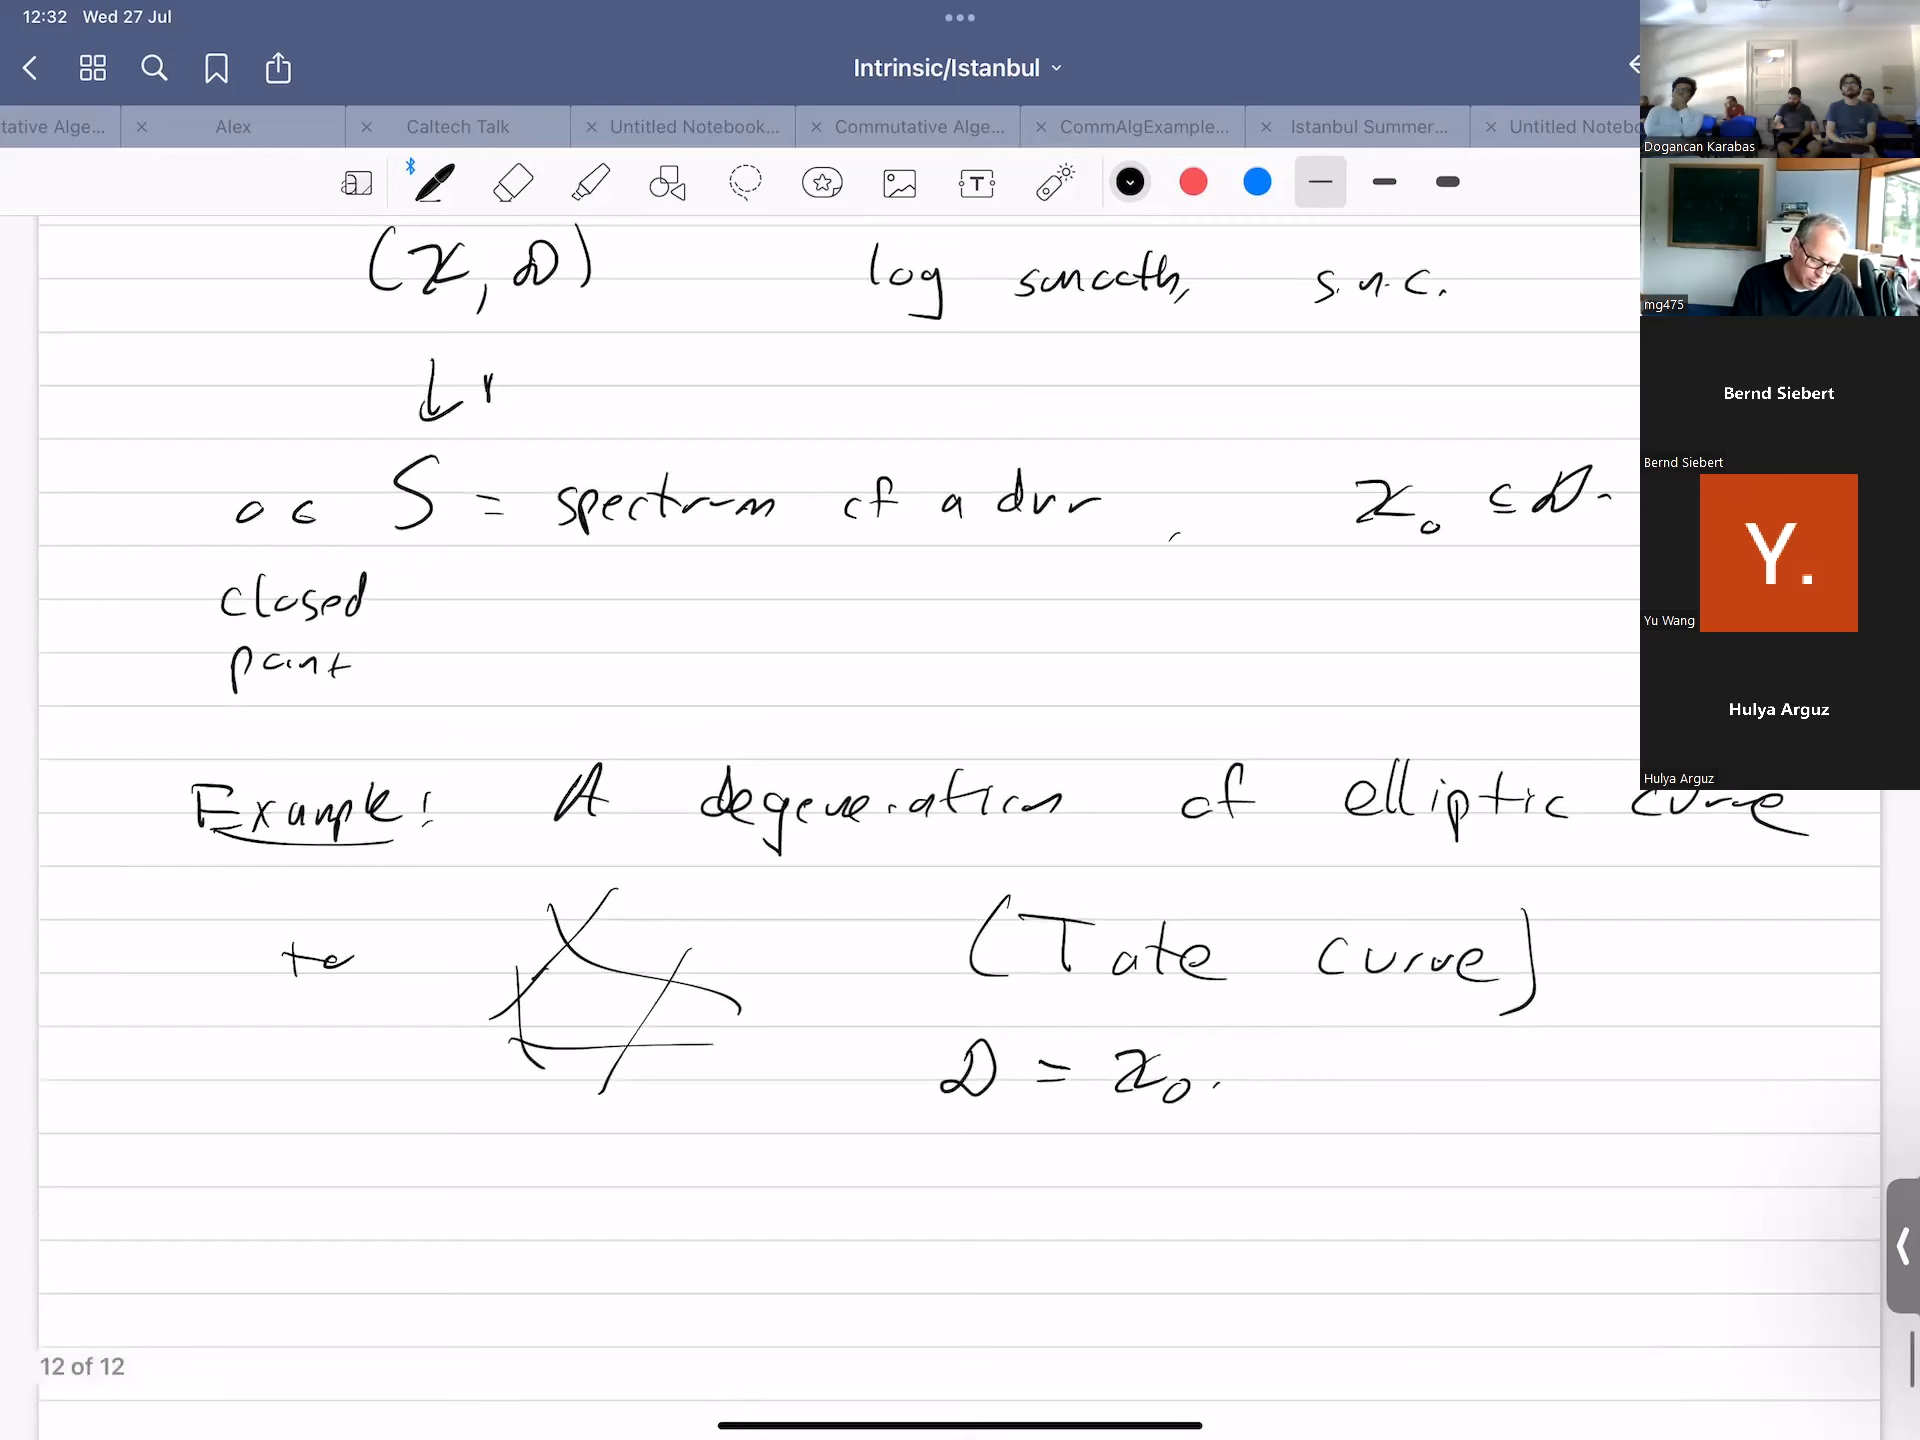 12:32 Wed 27 Jul
Intrinsic/Istanbul
tative Alge...
Alex
Caltech Talk
Untitled Notebook...
Commutative Alge...
CommAlgExample...
Istanbul Summer...
Untitled Notebo
(𝒳, 𝒟) log smooth, s.n.c.
↓
0 ∈ S = spectrum of a dvr, 𝒳₀ ⊆ 𝒟.
closed
point
Example: A degeneration of elliptic curve
to (Tate curve)
𝒟 = 𝒳₀.
12 of 12
Dogancan Karabas
mg475
Bernd Siebert
Bernd Siebert
Y.
Yu Wang
Hulya Arguz
Hulya Arguz